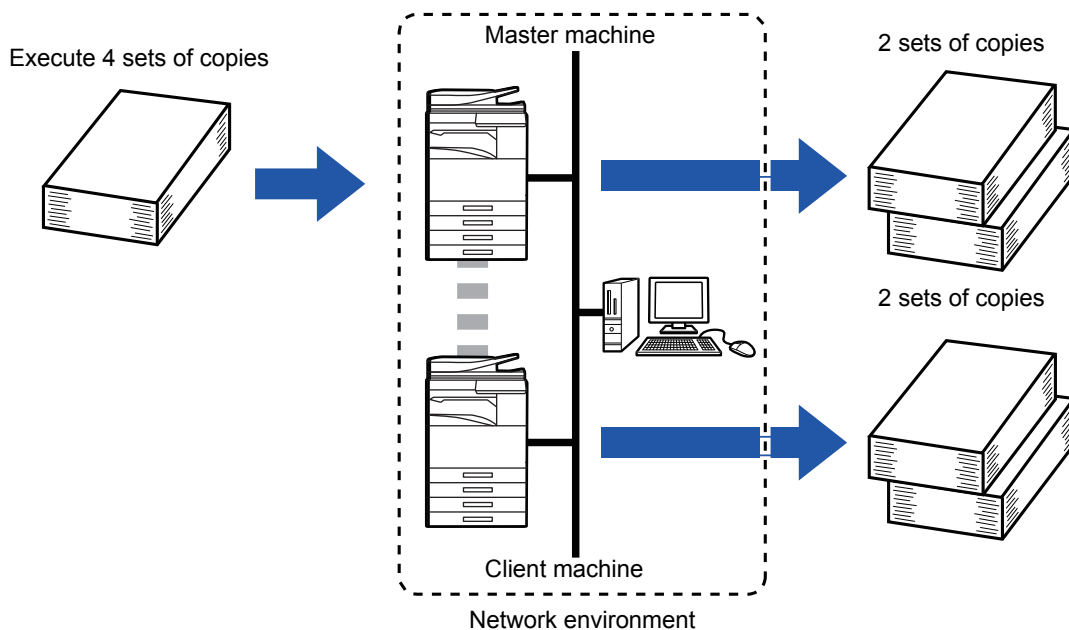 Execute 4 sets of copies
Master machine
2 sets of copies
2 sets of copies
Client machine
Network environment